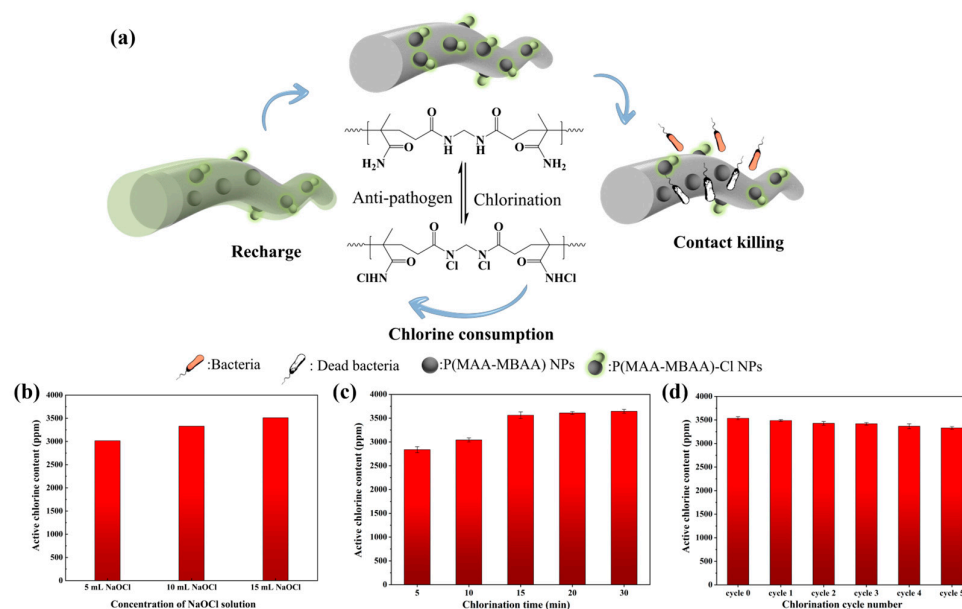 (a)
O
O
N
H
N
H
H₂N
O
O
NH₂
Anti-pathogen
Chlorination
Recharge
Contact killing
O
O
N
Cl
N
Cl
ClHN
O
O
NHCl
Chlorine consumption
:Bacteria
: Dead bacteria
:P(MAA-MBAA) NPs
:P(MAA-MBAA)-Cl NPs
(b)
Active chlorine content (ppm)
4000
3500
3000
2500
2000
1500
1000
500
0
5 mL NaOCl
10 mL NaOCl
15 mL NaOCl
Concentration of NaOCl solution
(c)
Active chlorine content (ppm)
4000
3500
3000
2500
2000
1500
1000
500
0
5
10
15
20
30
Chlorination time (min)
(d)
Active chlorine content (ppm)
4000
3500
3000
2500
2000
1500
1000
500
0
cycle 0
cycle 1
cycle 2
cycle 3
cycle 4
cycle 5
Chlorination cycle number